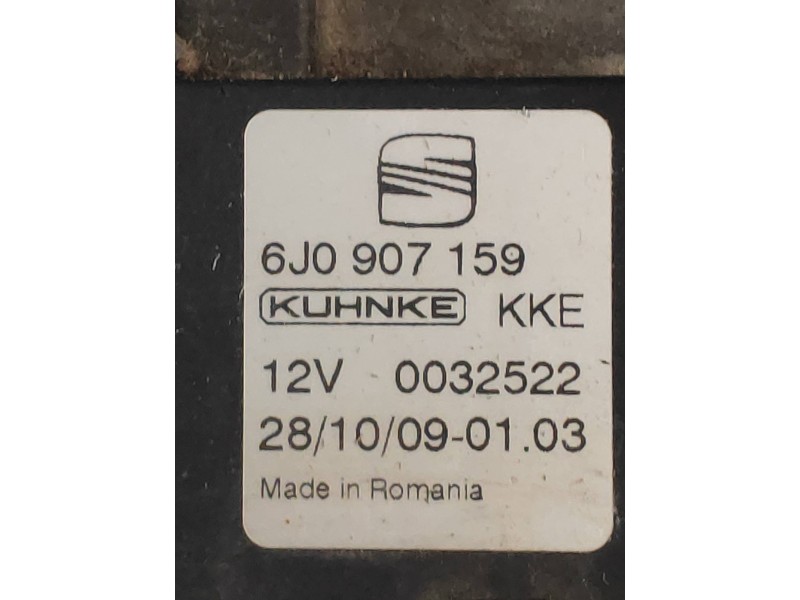 6J0 907 159
KUHNKE KKE
12V 0032522
28/10/09-01.03
Made in Romania